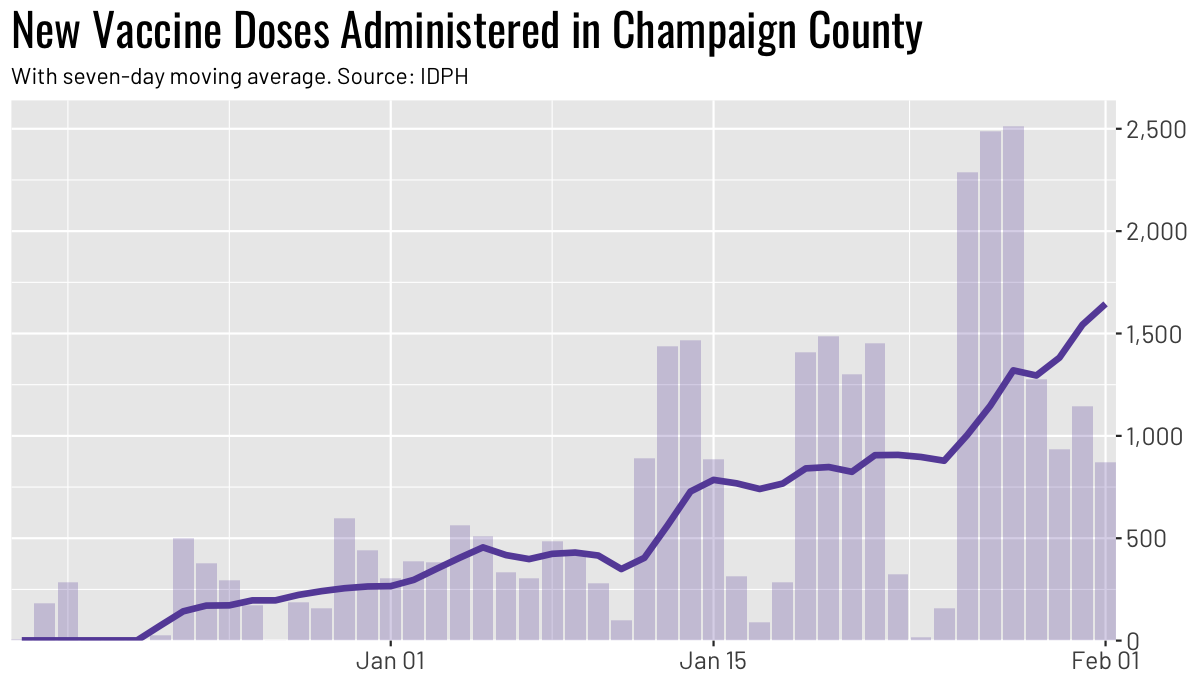 New Vaccine Doses Administered in Champaign County
With seven-day moving average. Source: IDPH
2,500
2,000
1,500
1,000
500
0
Jan 01
Jan 15
Feb 01